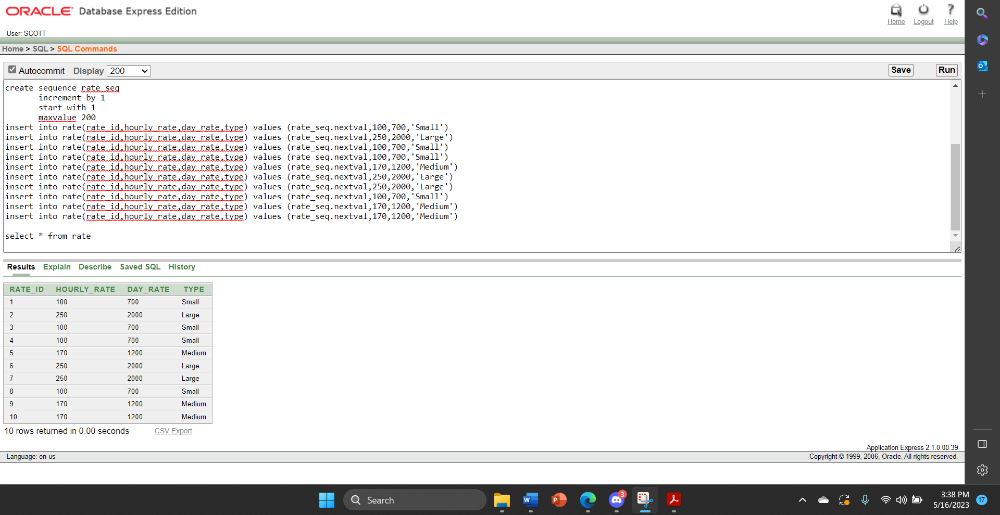 ORACLE Database Express Edition
Home Logout Help
User: SCOTT
Home > SQL > SQL Commands
Autocommit Display 200 Save Run
create sequence rate_seq
increment by 1
start with 1
maxvalue 200
insert into rate(rate_id,hourly_rate,day_rate,type) values (rate_seq.nextval,100,700,'Small')
insert into rate(rate_id,hourly_rate,day_rate,type) values (rate_seq.nextval,250,2000,'Large')
insert into rate(rate_id,hourly_rate,day_rate,type) values (rate_seq.nextval,100,700,'Small')
insert into rate(rate_id,hourly_rate,day_rate,type) values (rate_seq.nextval,100,700,'Small')
insert into rate(rate_id,hourly_rate,day_rate,type) values (rate_seq.nextval,170,1200,'Medium')
insert into rate(rate_id,hourly_rate,day_rate,type) values (rate_seq.nextval,250,2000,'Large')
insert into rate(rate_id,hourly_rate,day_rate,type) values (rate_seq.nextval,250,2000,'Large')
insert into rate(rate_id,hourly_rate,day_rate,type) values (rate_seq.nextval,100,700,'Small')
insert into rate(rate_id,hourly_rate,day_rate,type) values (rate_seq.nextval,170,1200,'Medium')
insert into rate(rate_id,hourly_rate,day_rate,type) values (rate_seq.nextval,170,1200,'Medium')
select * from rate
Results Explain Describe Saved SQL History
RATE_ID HOURLY_RATE DAY_RATE TYPE
1 100 700 Small
2 250 2000 Large
3 100 700 Small
4 100 700 Small
5 170 1200 Medium
6 250 2000 Large
7 250 2000 Large
8 100 700 Small
9 170 1200 Medium
10 170 1200 Medium
10 rows returned in 0.00 seconds CSV Export
Application Express 2.1.0.00.39
Language: en-us Copyright © 1999, 2006, Oracle. All rights reserved.
Search
3
3:38 PM
5/16/2023
17